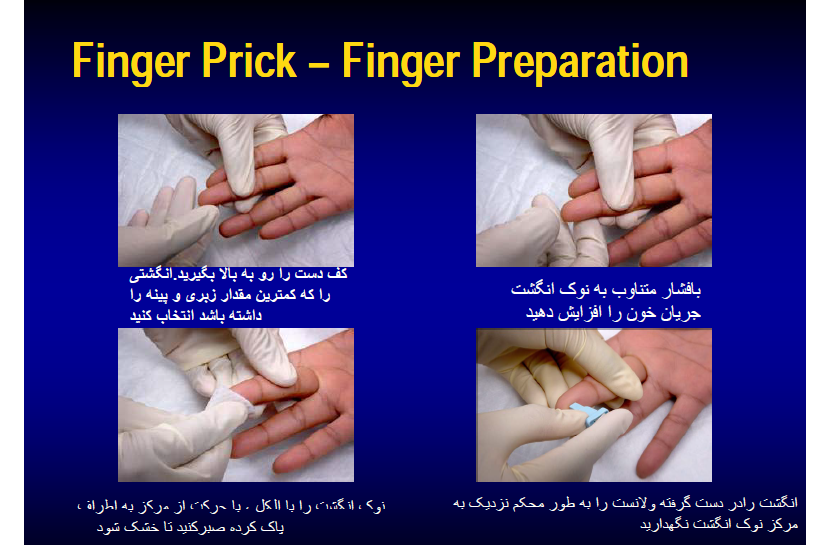 Finger Prick – Finger Preparation
کف دست را رو به بالا بگیرید.انگشتی
را که کمترین مقدار زبری و پینه را
داشته باشد انتخاب کنید
بافشار متناوب به نوک انگشت
جریان خون را افزایش دهید
نوک انگشت را با الکل ، با حرکت از مرکز به اطراف
پاک کرده صبرکنید تا خشک شود
انگشت رادر دست گرفته ولانست را به طور محکم نزدیک به
مرکز نوک انگشت نگهدارید